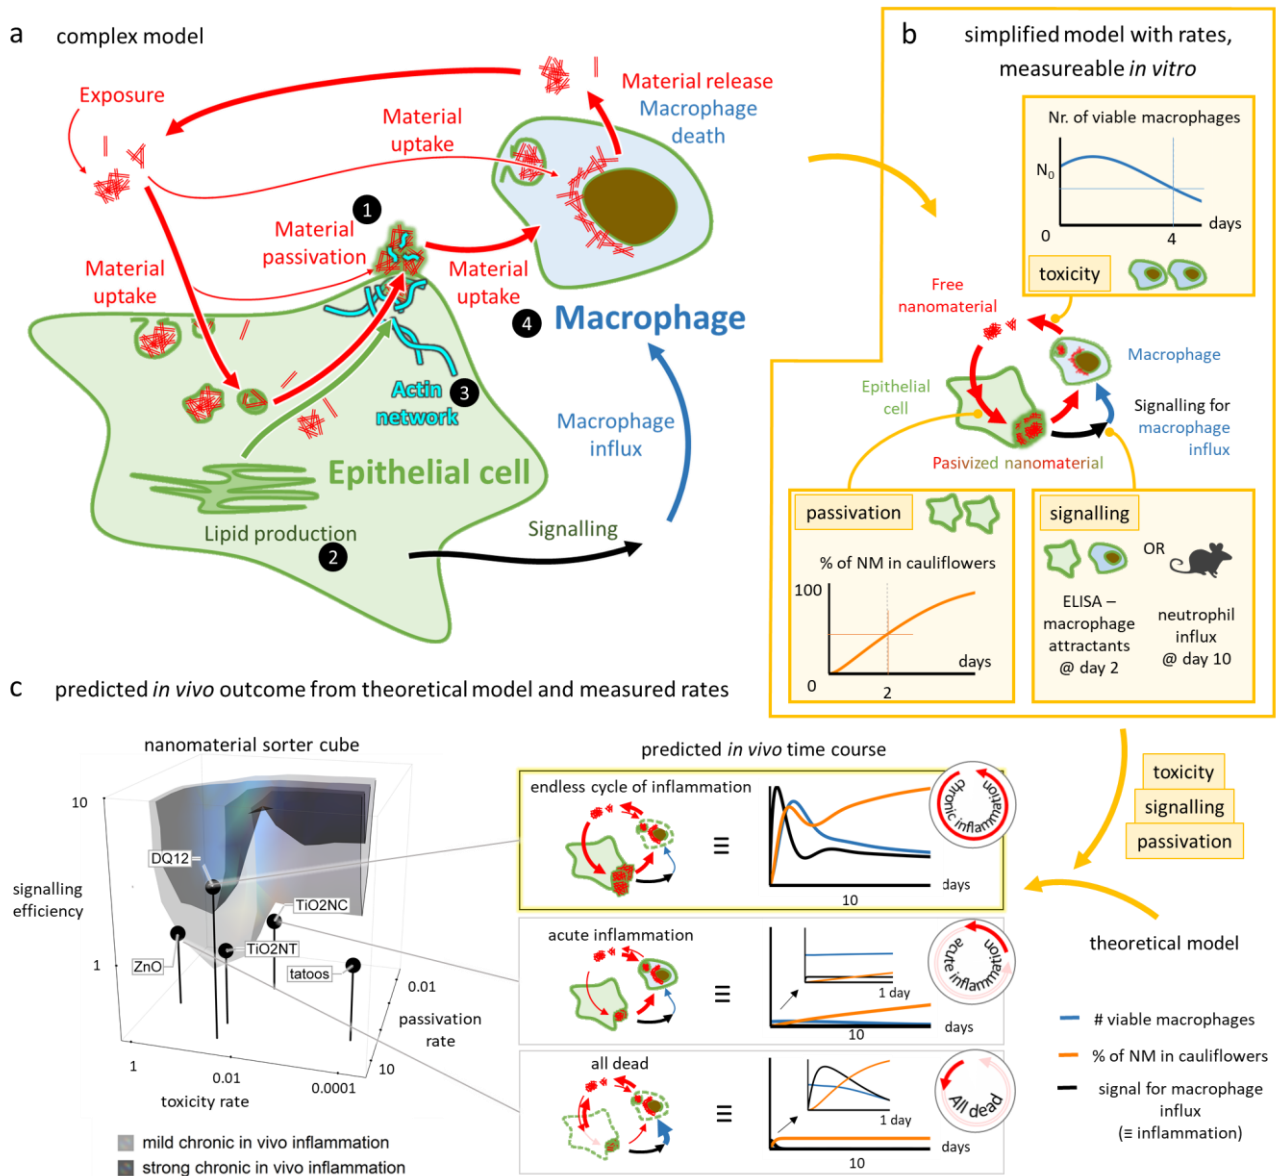 a complex model
Exposure
Material release
Macrophage
death
Material
uptake
1
Material
passivation
Material
uptake
Material
uptake
4
Macrophage
Actin
network
3
Macrophage
influx
Epithelial cell
Lipid production
2
Signalling
b simplified model with rates,
measureable in vitro
Nr. of viable macrophages
N0
0
4
days
toxicity
Free
nanomaterial
Macrophage
Epithelial
cell
Signalling for
macrophage
influx
Pasivized nanomaterial
passivation
% of NM in cauliflowers
100
0
2
days
signalling
OR
ELISA –
macrophage
attractants
@ day 2
neutrophil
influx
@ day 10
c predicted in vivo outcome from theoretical model and measured rates
nanomaterial sorter cube
10
DQ12
signalling
efficiency
TiO2NC
TiO2NT
ZnO
tatoos
1
0.01
passivation
rate
10
1
0.01
0.0001
toxicity rate
mild chronic in vivo inflammation
strong chronic in vivo inflammation
predicted in vivo time course
endless cycle of inflammation
≡
10
days
chronic inflammation
acute inflammation
≡
1 day
10
days
acute inflammation
all dead
≡
1 day
10
days
All dead
toxicity
signalling
passivation
theoretical model
# viable macrophages
% of NM in cauliflowers
signal for macrophage
influx
(≡ inflammation)